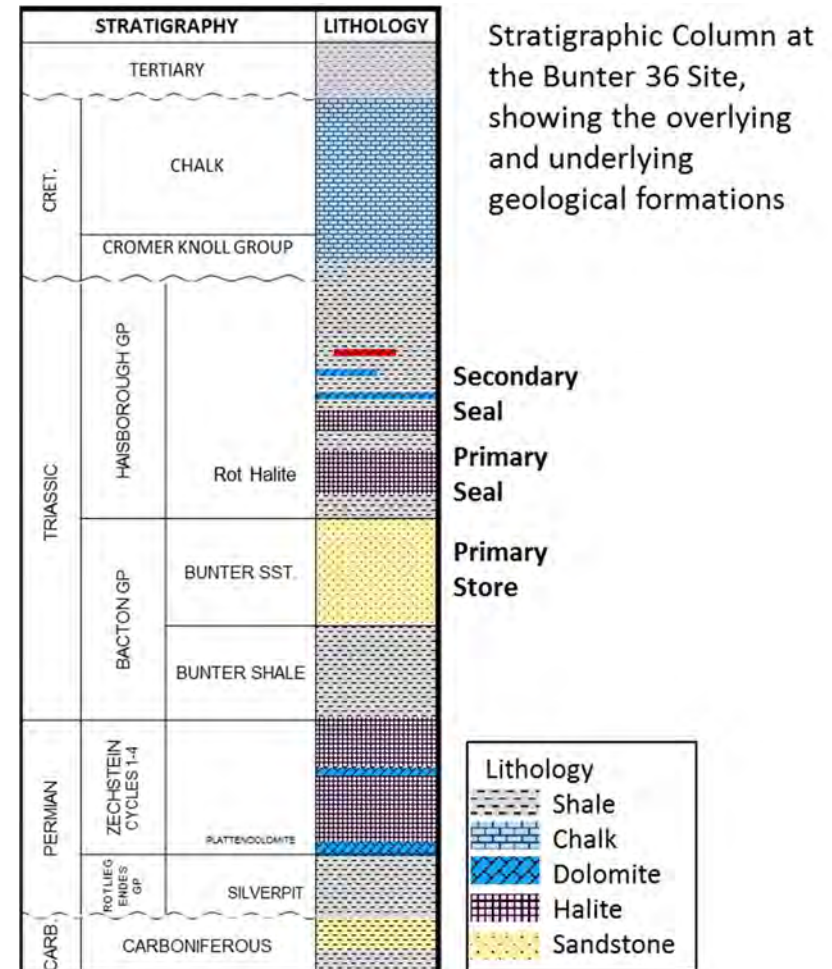 STRATIGRAPHY
LITHOLOGY
Stratigraphic Column at
the Bunter 36 Site,
showing the overlying
and underlying
geological formations
TERTIARY
CRET.
CHALK
CROMER KNOLL GROUP
TRIASSIC
HAISBOROUGH GP
Rot Halite
Secondary
Seal
Primary
Seal
BACTON GP
BUNTER SST.
Primary
Store
BUNTER SHALE
PERMIAN
ZECHSTEIN
CYCLES 1-4
PLATTENDOLOMITE
ROTLIEG
ENDES
GP
SILVERPIT
CARB
CARBONIFEROUS
Lithology
Shale
Chalk
Dolomite
Halite
Sandstone